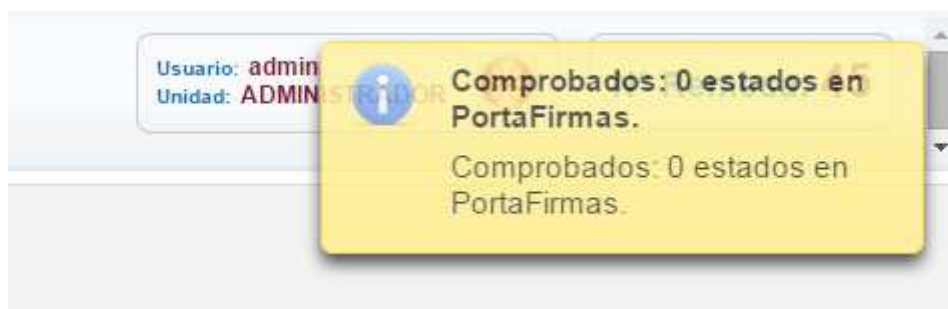 Usuario: admin
Unidad: ADMINISTRADOR
Comprobados: 0 estados en
PortaFirmas.
Comprobados: 0 estados en
PortaFirmas.